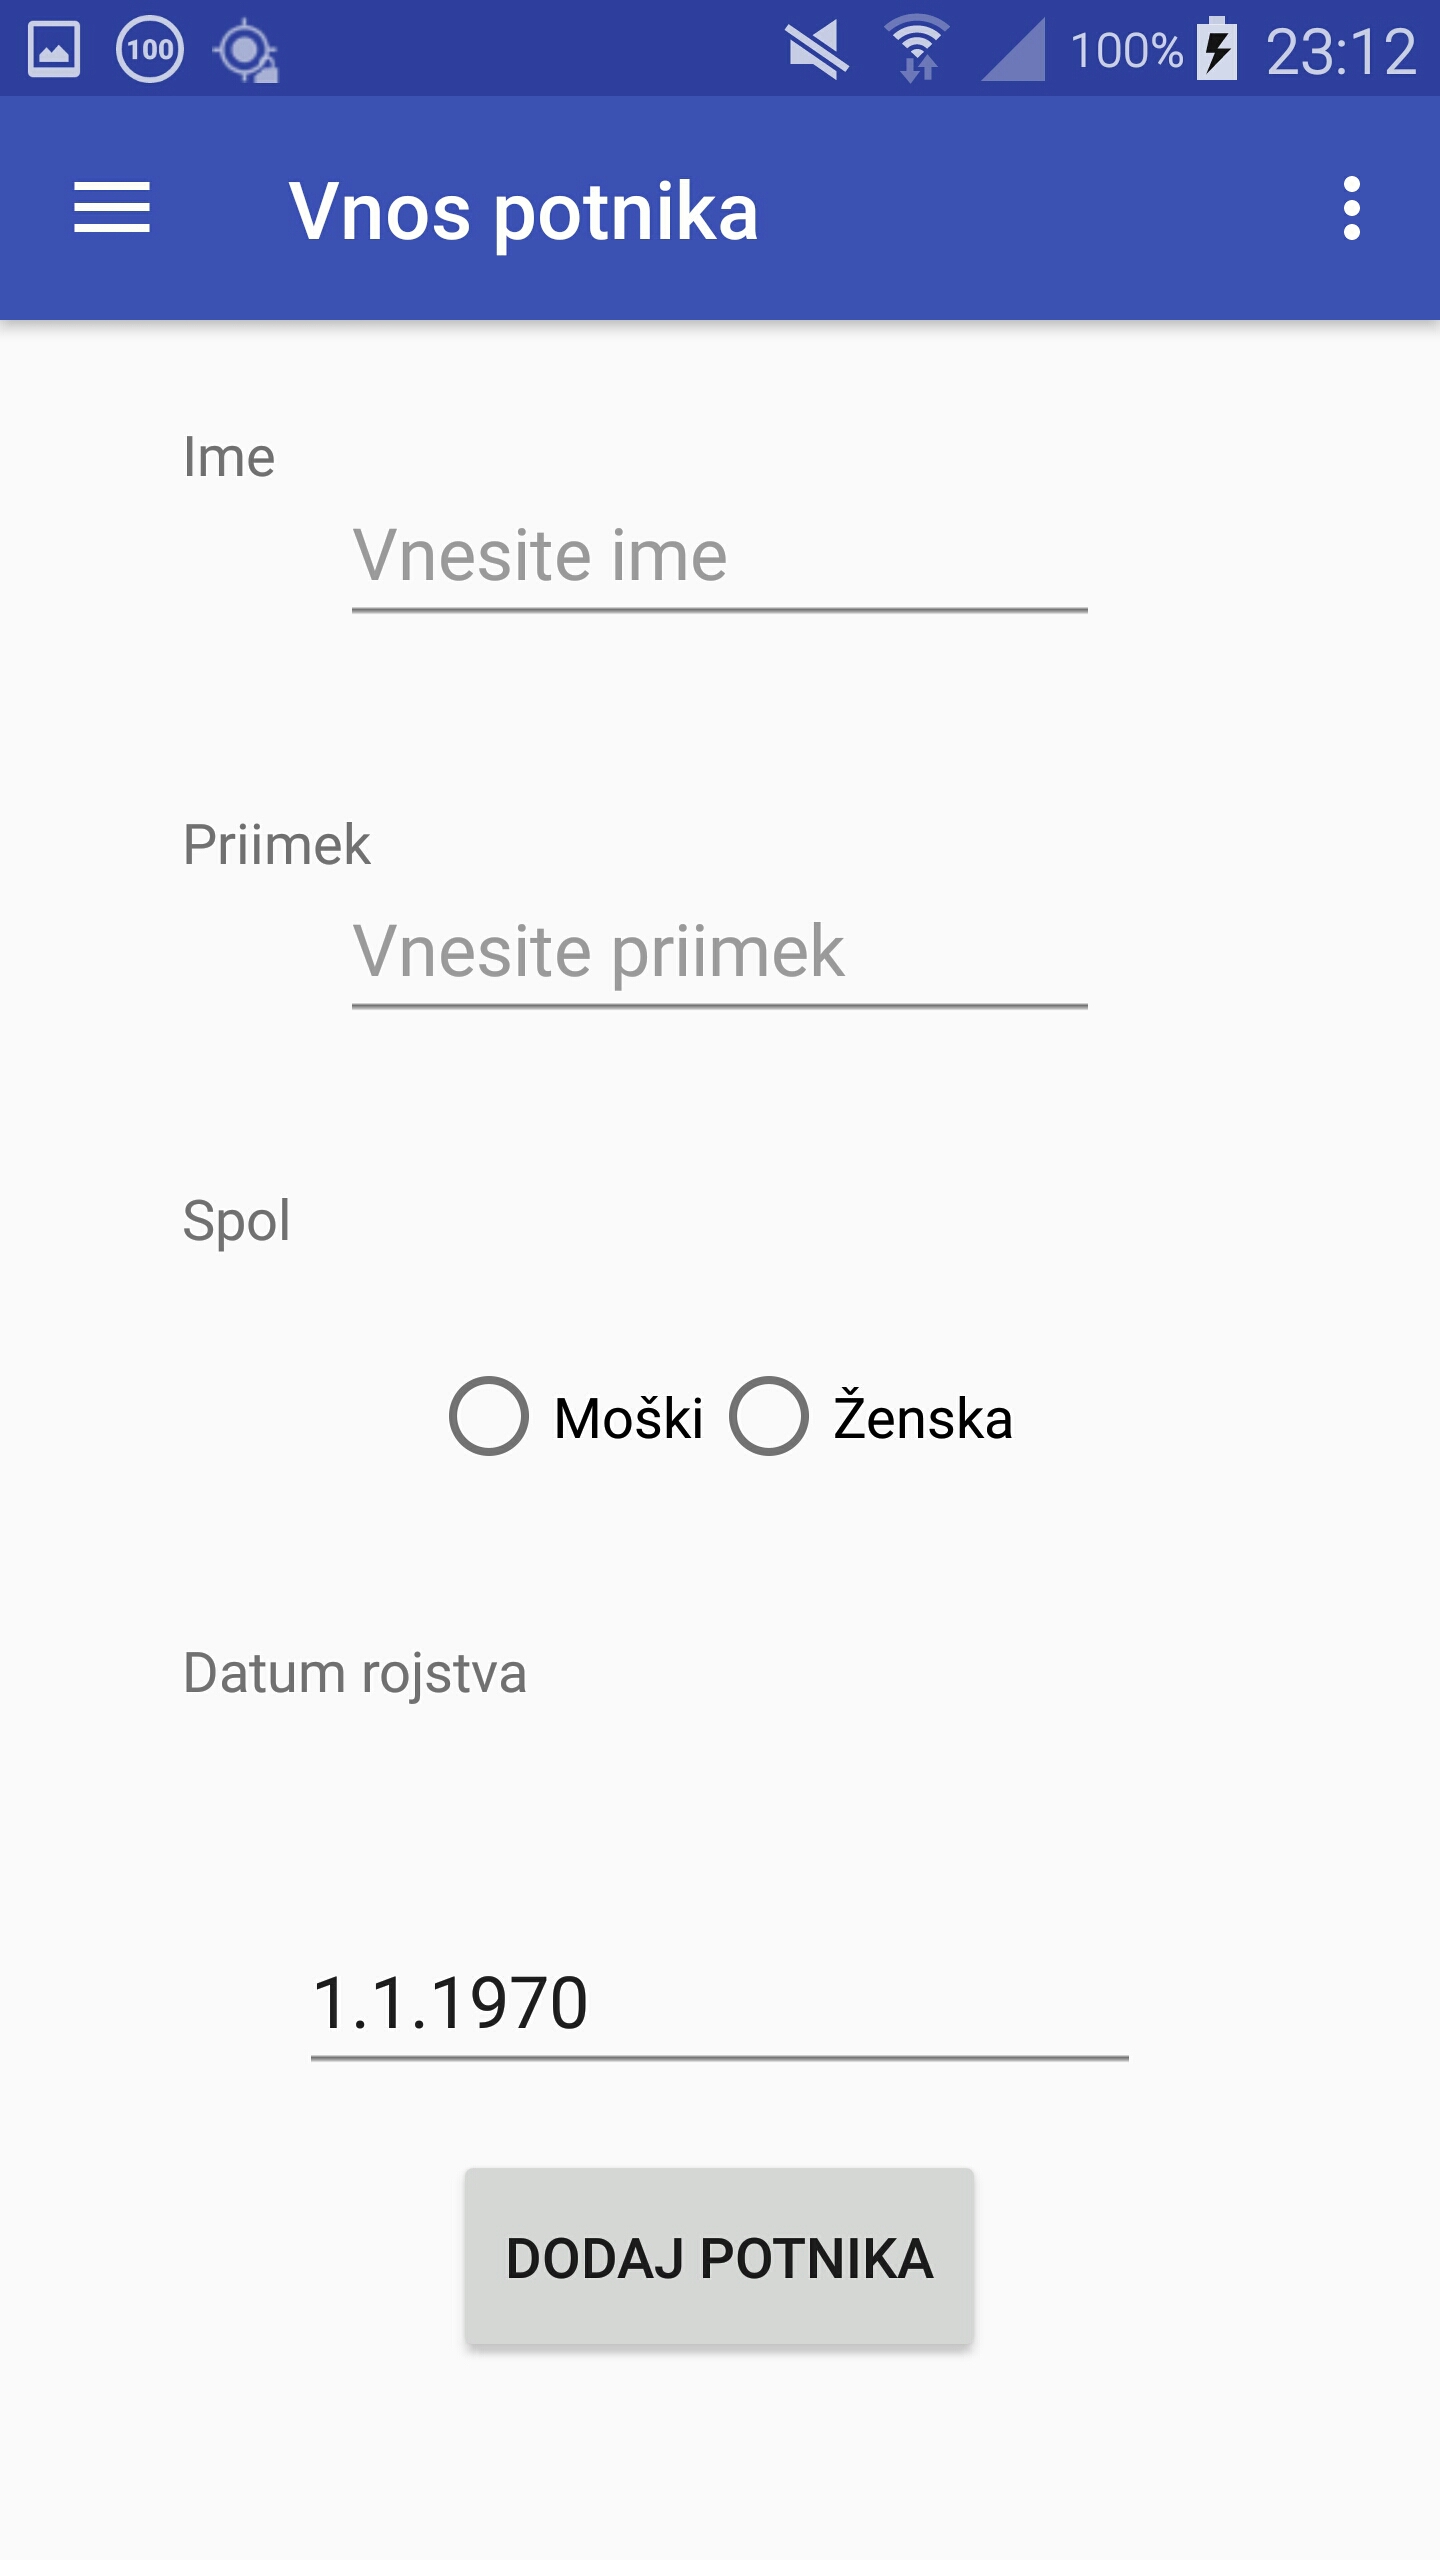 100
100%
23:12
Vnos potnika
Ime
Vnesite ime
Priimek
Vnesite priimek
Spol
Moški
Ženska
Datum rojstva
1.1.1970
DODAJ POTNIKA